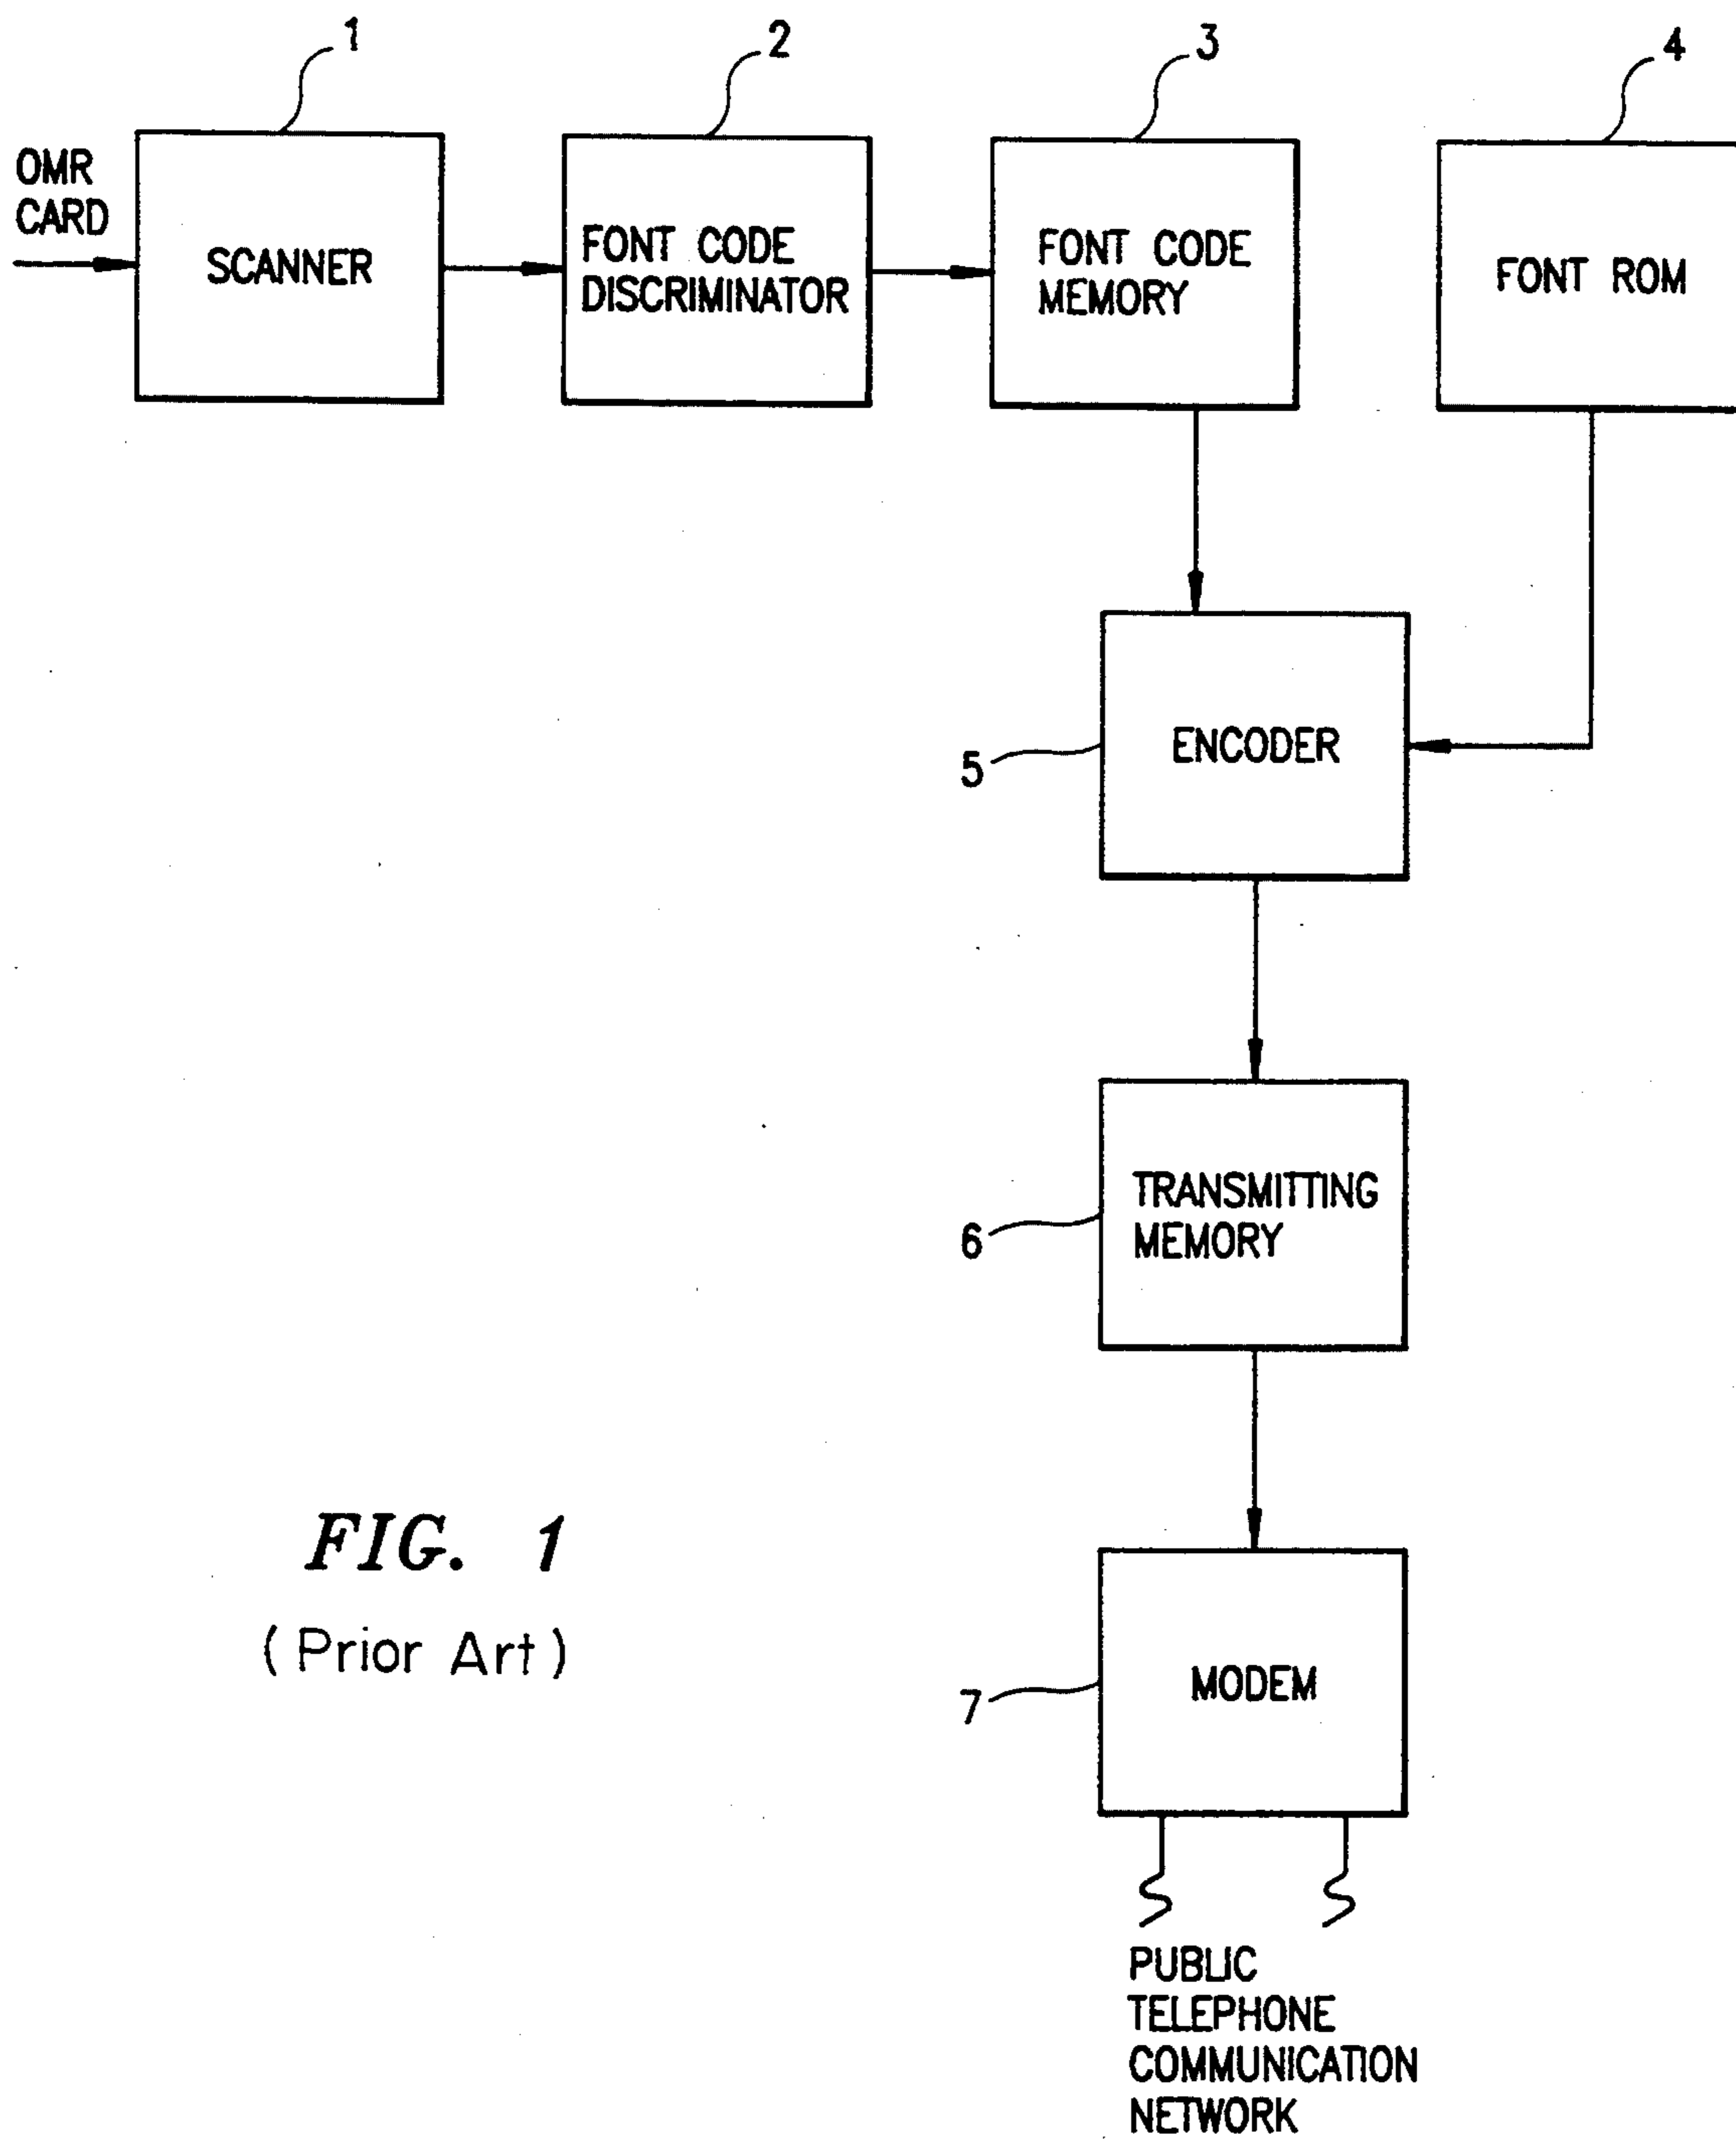 1
2
3
4
OMR
CARD
SCANNER
FONT CODE
DISCRIMINATOR
FONT CODE
MEMORY
FONT ROM
5
ENCODER
6
TRANSMITTING
MEMORY
FIG. 1
(Prior Art)
7
MODEM
PUBLIC
TELEPHONE
COMMUNICATION
NETWORK